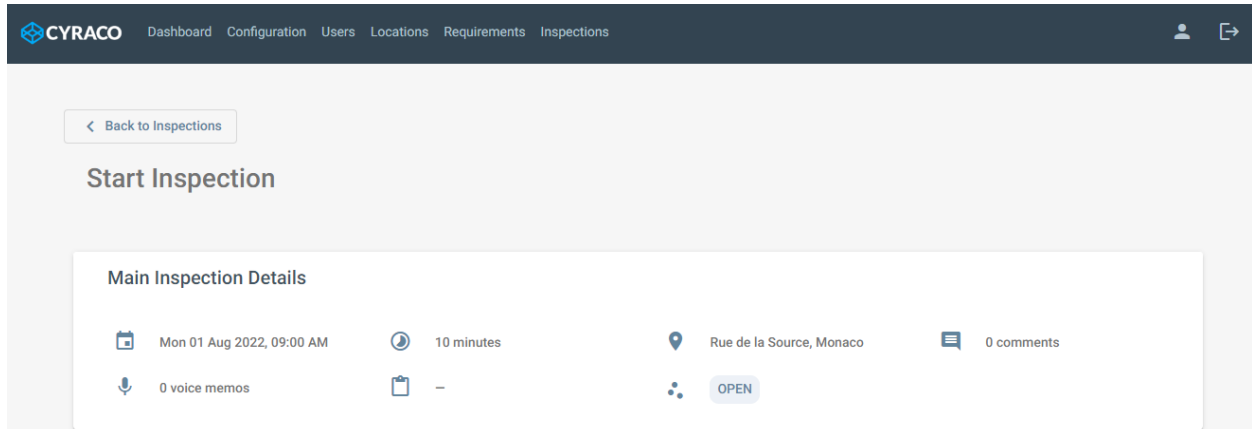 CYRACO Dashboard Configuration Users Locations Requirements Inspections
Back to Inspections
Start Inspection
Main Inspection Details
Mon 01 Aug 2022, 09:00 AM 10 minutes Rue de la Source, Monaco 0 comments
0 voice memos – OPEN